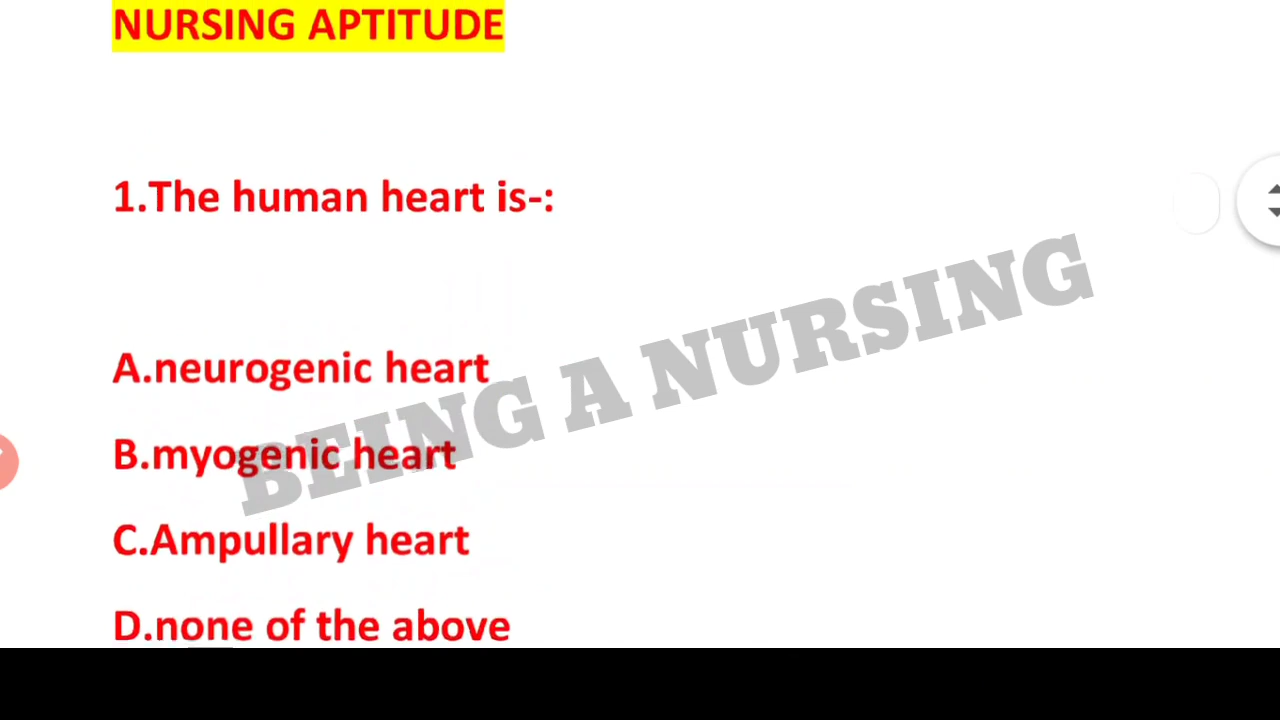 NURSING APTITUDE
1.The human heart is-:
A.neurogenic heart
B.myogenic heart
C.Ampullary heart
D.none of the above
BEING A NURSING